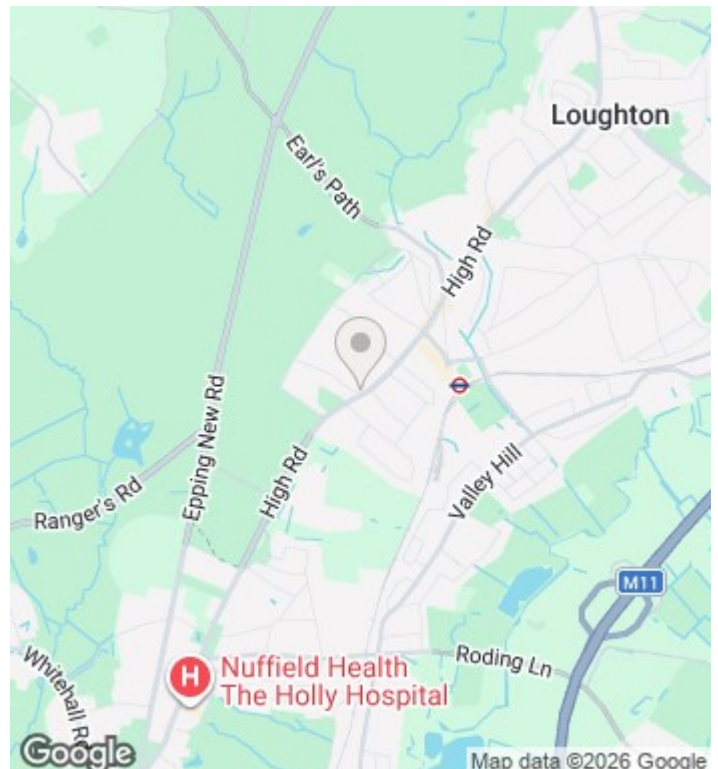 Loughton
Earl's Path
High Rd
Epping New Rd
High Rd
Valley Hill
Ranger's Rd
M11
Whitehall Rd
H
Nuffield Health
The Holly Hospital
Roding Ln
Google
Map data ©2026 Google